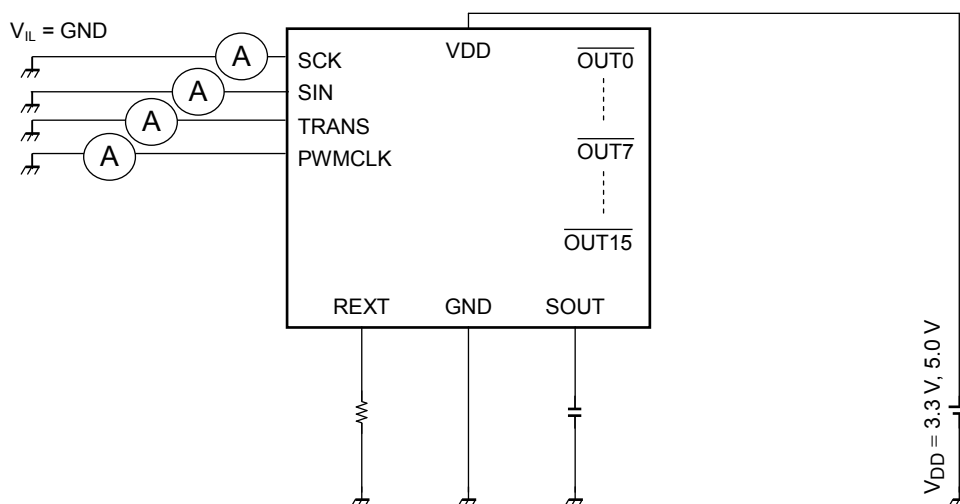 V_IL = GND
A
A
A
A
SCK
SIN
TRANS
PWMCLK
VDD
OUT0
OUT7
OUT15
REXT
GND
SOUT
V_DD = 3.3 V, 5.0 V